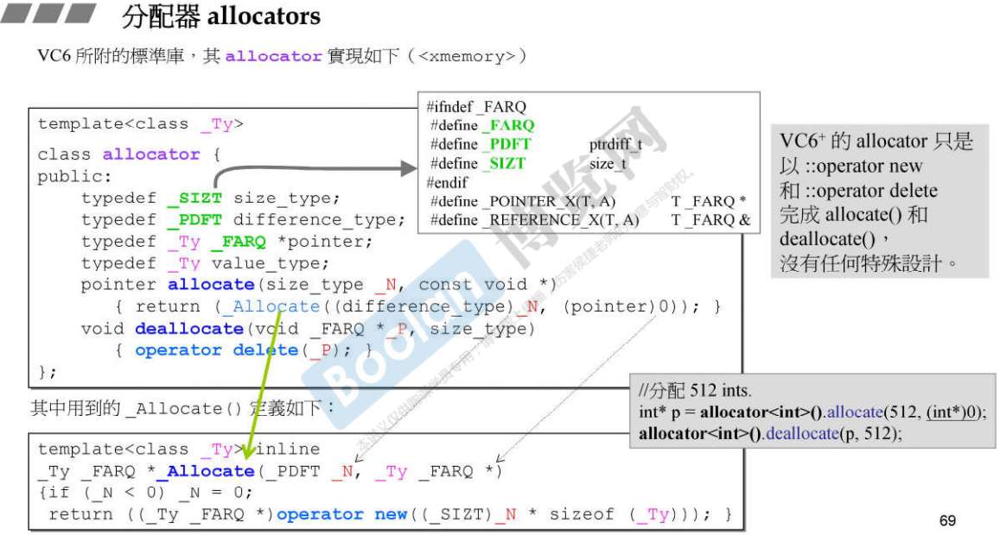 分配器 allocators
VC6 所附的標準庫，其 allocator 實現如下（<xmemory>）
template<class _Ty>
class allocator {
public:
typedef _SIZT size_type;
typedef _PDFT difference_type;
typedef _Ty _FARQ *pointer;
typedef _Ty value_type;
pointer allocate(size_type _N, const void *)
{ return (_Allocate((difference_type)_N, (pointer)0)); }
void deallocate(void _FARQ *_P, size_type)
{ operator delete(_P); }
};
#ifndef _FARQ
#define _FARQ
#define _PDFT ptrdiff_t
#define _SIZT size_t
#endif
#define _POINTER_X(T, A) T _FARQ *
#define _REFERENCE_X(T, A) T _FARQ &
VC6+ 的 allocator 只是
以 ::operator new
和 ::operator delete
完成 allocate() 和
deallocate()，
沒有任何特殊設計。
其中用到的 _Allocate() 定義如下：
//分配 512 ints.
int* p = allocator<int>().allocate(512, (int*)0);
allocator<int>().deallocate(p, 512);
template<class _Ty> inline
_Ty _FARQ *_Allocate(_PDFT _N, _Ty _FARQ *)
{if (_N < 0) _N = 0;
return ((_Ty _FARQ *)operator new((_SIZT)_N * sizeof (_Ty))); }
Boolan 博览网
69